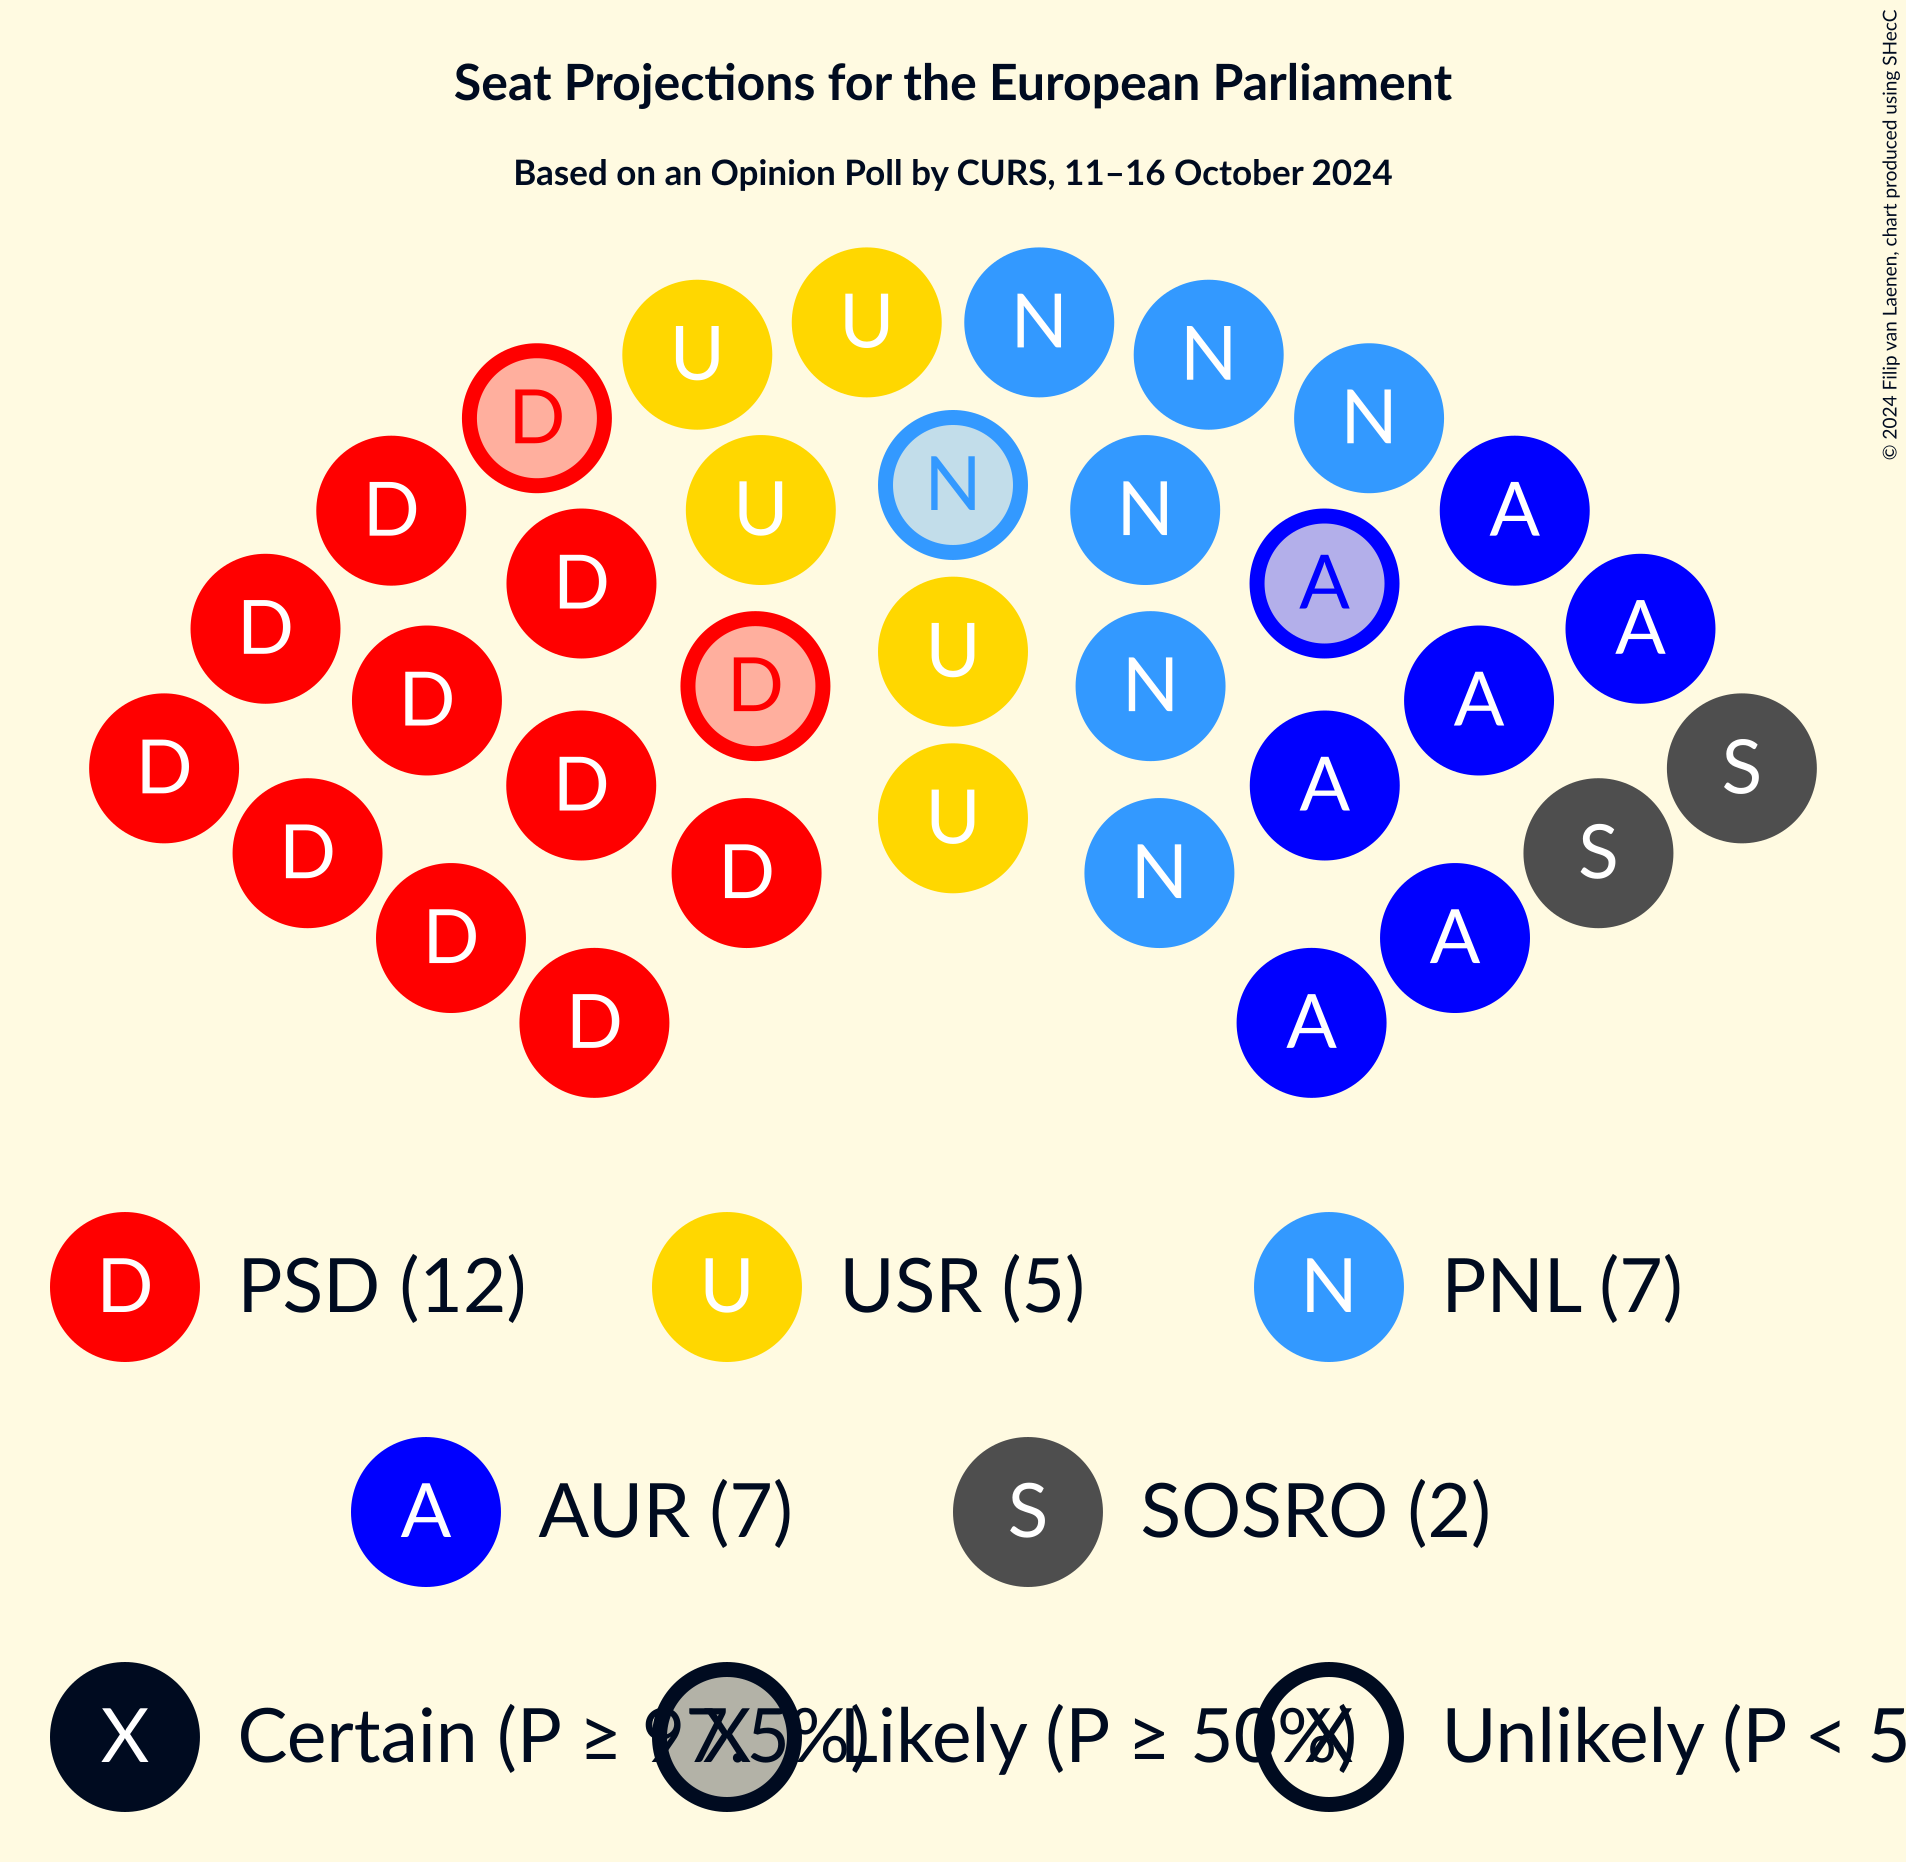 Seat Projections for the European Parliament
Based on an Opinion Poll by CURS, 11–16 October 2024
© 2024 Filip van Laenen, chart produced using SHecC
U U N N
D N
D U N N A
D D A A
D D U N A
D D A S
D D U N A S
D D N A
D A
D PSD (12) U USR (5) N PNL (7)
A AUR (7) S SOSRO (2)
X Certain (P ≥ 97.5%) X Likely (P ≥ 50%) X Unlikely (P < 5